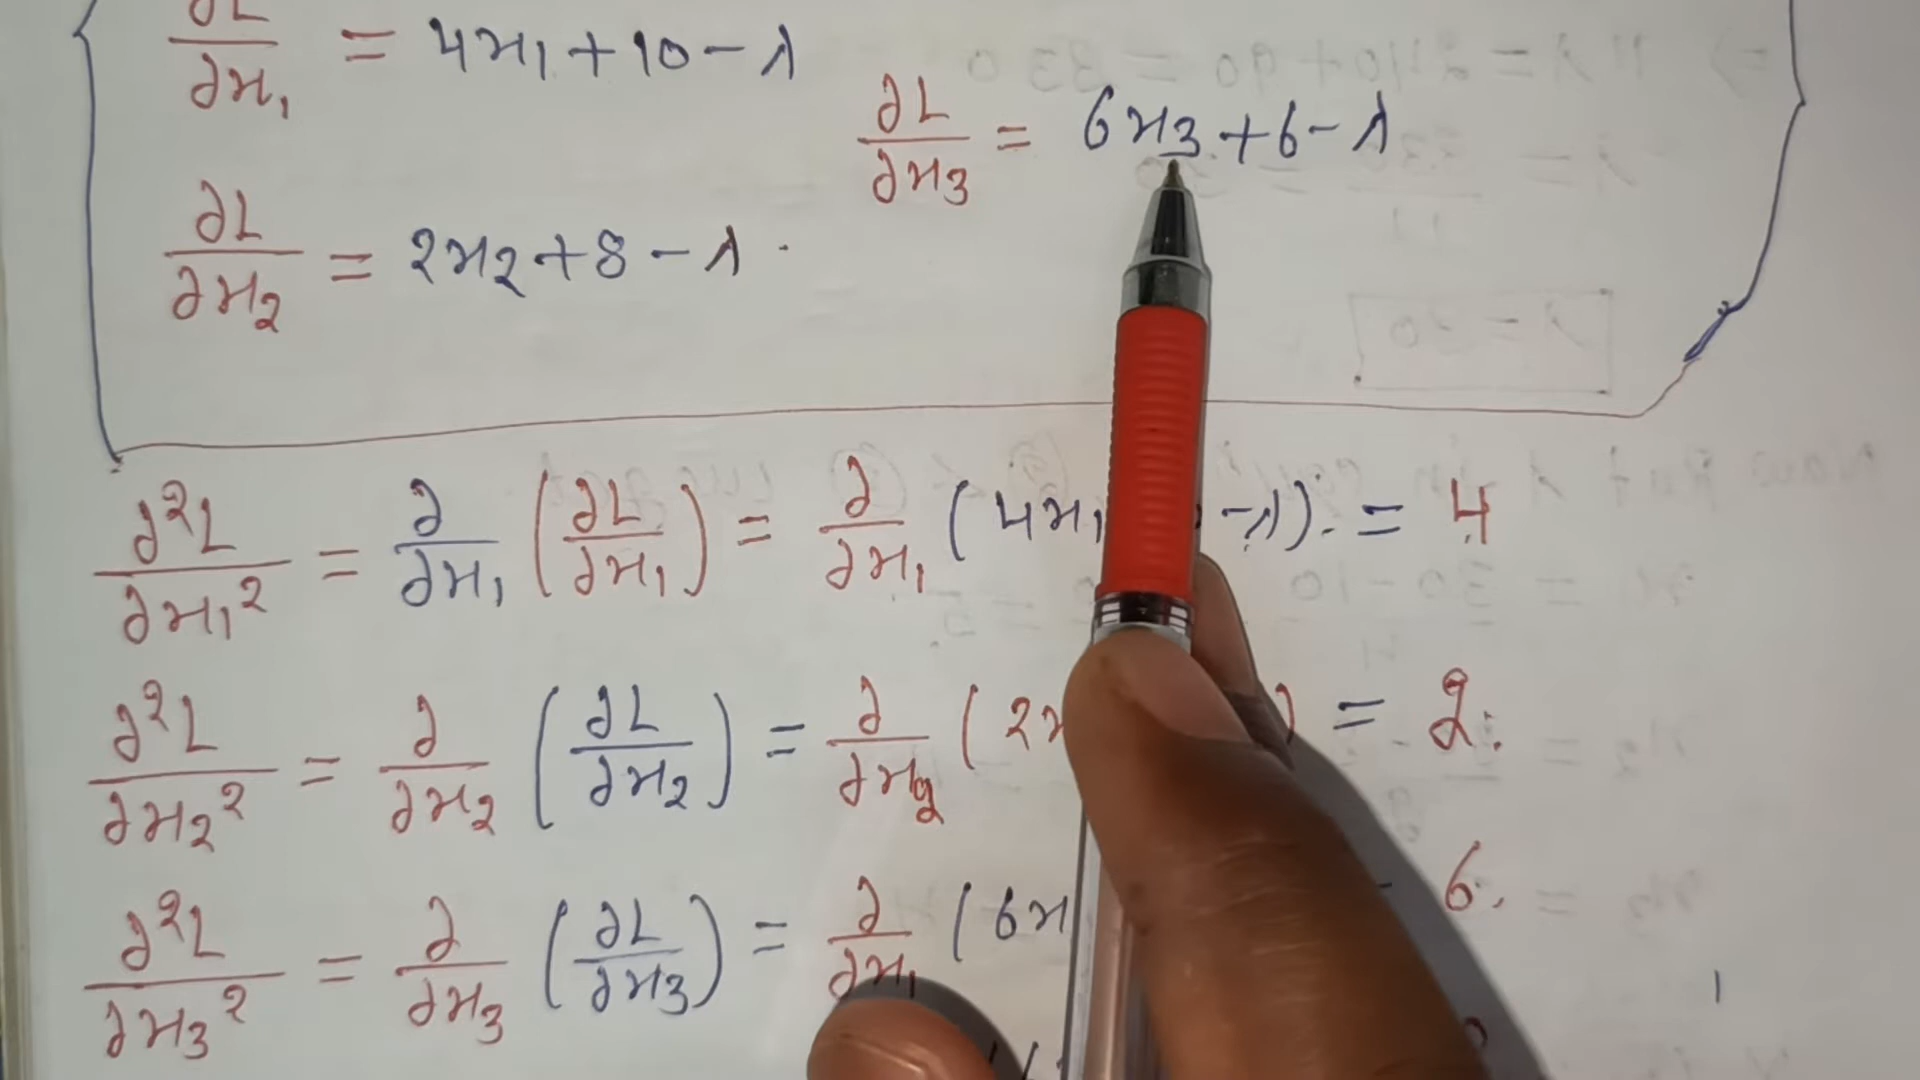 ∂L/∂x₁ = 4x₁ + 10 - λ
∂L/∂x₃ = 6x₃ + 6 - λ
∂L/∂x₂ = 2x₂ + 8 - λ
∂²L/∂x₁² = ∂/∂x₁ (∂L/∂x₁) = ∂/∂x₁ (4x₁ - λ) = 4
∂²L/∂x₂² = ∂/∂x₂ (∂L/∂x₂) = ∂/∂x₂ (2x ) = 2.
∂²L/∂x₃² = ∂/∂x₃ (∂L/∂x₃) = ∂/∂x₁ (6x 6.